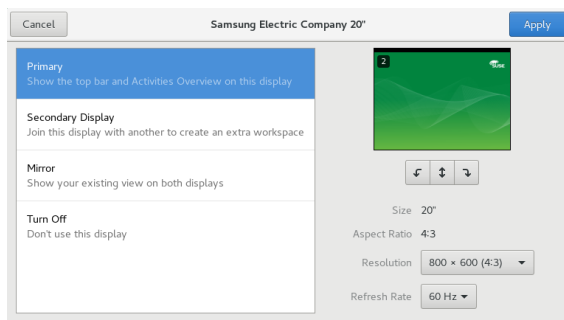 Cancel
Samsung Electric Company 20"
Apply
Primary
Show the top bar and Activities Overview on this display
Secondary Display
Join this display with another to create an extra workspace
Mirror
Show your existing view on both displays
Turn Off
Don't use this display
2
SUSE
Size 20"
Aspect Ratio 4:3
Resolution 800 × 600 (4:3)
Refresh Rate 60 Hz